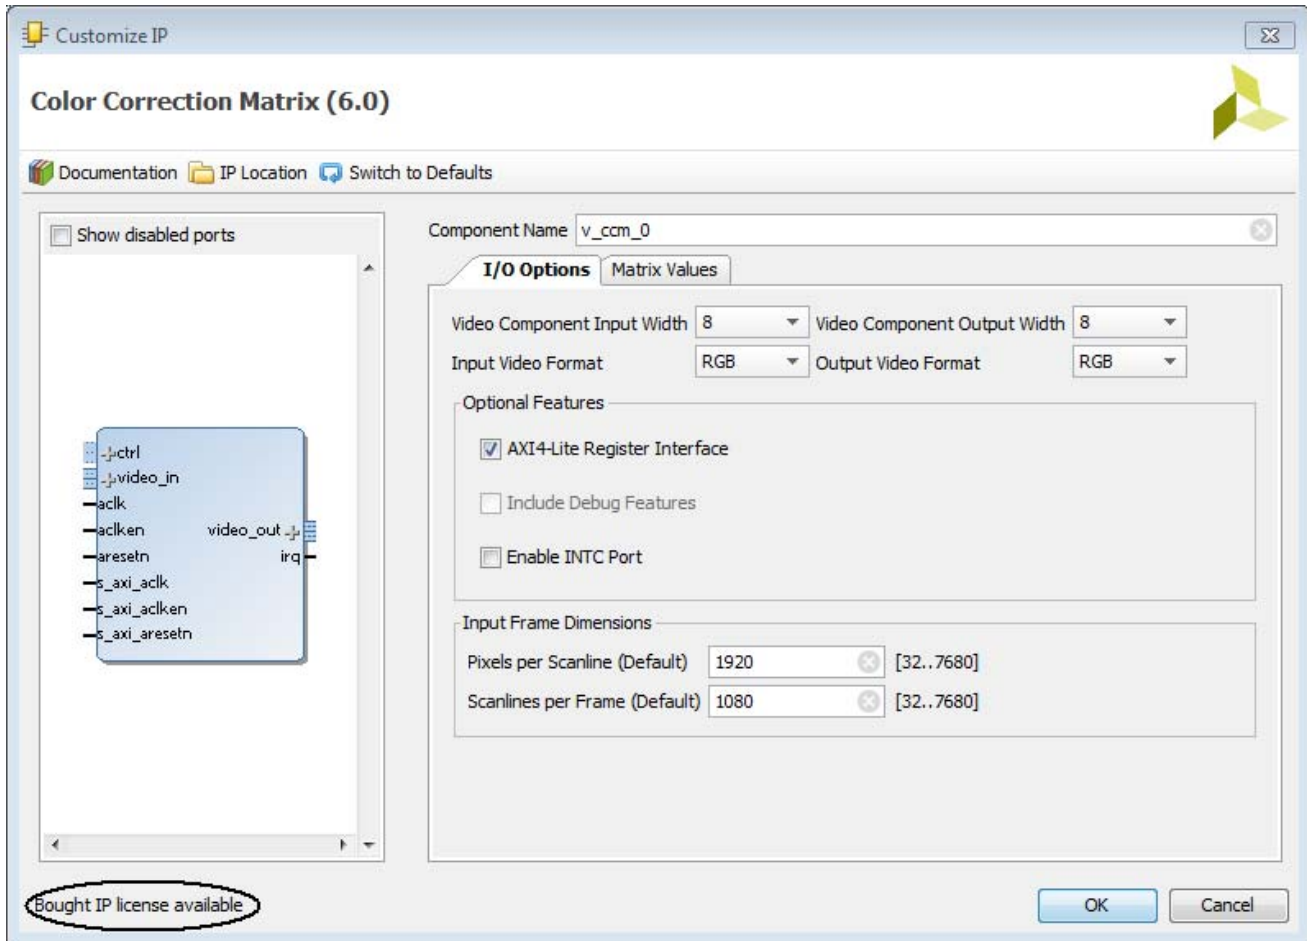 Customize IP
Color Correction Matrix (6.0)
Documentation IP Location Switch to Defaults
Show disabled ports
ctrl
video_in
aclk
aclken
aresetn
s_axi_aclk
s_axi_aclken
s_axi_aresetn
video_out
irq
Component Name v_ccm_0
I/O Options Matrix Values
Video Component Input Width 8 Video Component Output Width 8
Input Video Format RGB Output Video Format RGB
Optional Features
AXI4-Lite Register Interface
Include Debug Features
Enable INTC Port
Input Frame Dimensions
Pixels per Scanline (Default) 1920 [32..7680]
Scanlines per Frame (Default) 1080 [32..7680]
Bought IP license available
OK Cancel